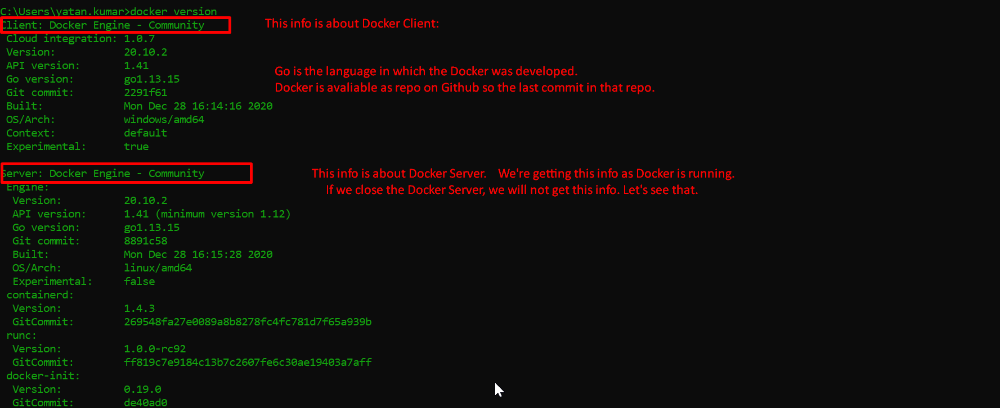 C:\Users\yatan.kumar>docker version
Client: Docker Engine - Community This info is about Docker Client:
Cloud integration: 1.0.7
Version: 20.10.2
API version: 1.41
Go version: go1.13.15 Go is the language in which the Docker was developed.
Git commit: 2291f61 Docker is avaliable as repo on Github so the last commit in that repo.
Built: Mon Dec 28 16:14:16 2020
OS/Arch: windows/amd64
Context: default
Experimental: true
Server: Docker Engine - Community This info is about Docker Server. We're getting this info as Docker is running.
Engine: If we close the Docker Server, we will not get this info. Let's see that.
Version: 20.10.2
API version: 1.41 (minimum version 1.12)
Go version: go1.13.15
Git commit: 8891c58
Built: Mon Dec 28 16:15:28 2020
OS/Arch: linux/amd64
Experimental: false
containerd:
Version: 1.4.3
GitCommit: 269548fa27e0089a8b8278fc4fc781d7f65a939b
runc:
Version: 1.0.0-rc92
GitCommit: ff819c7e9184c13b7c2607fe6c30ae19403a7aff
docker-init:
Version: 0.19.0
GitCommit: de40ad0